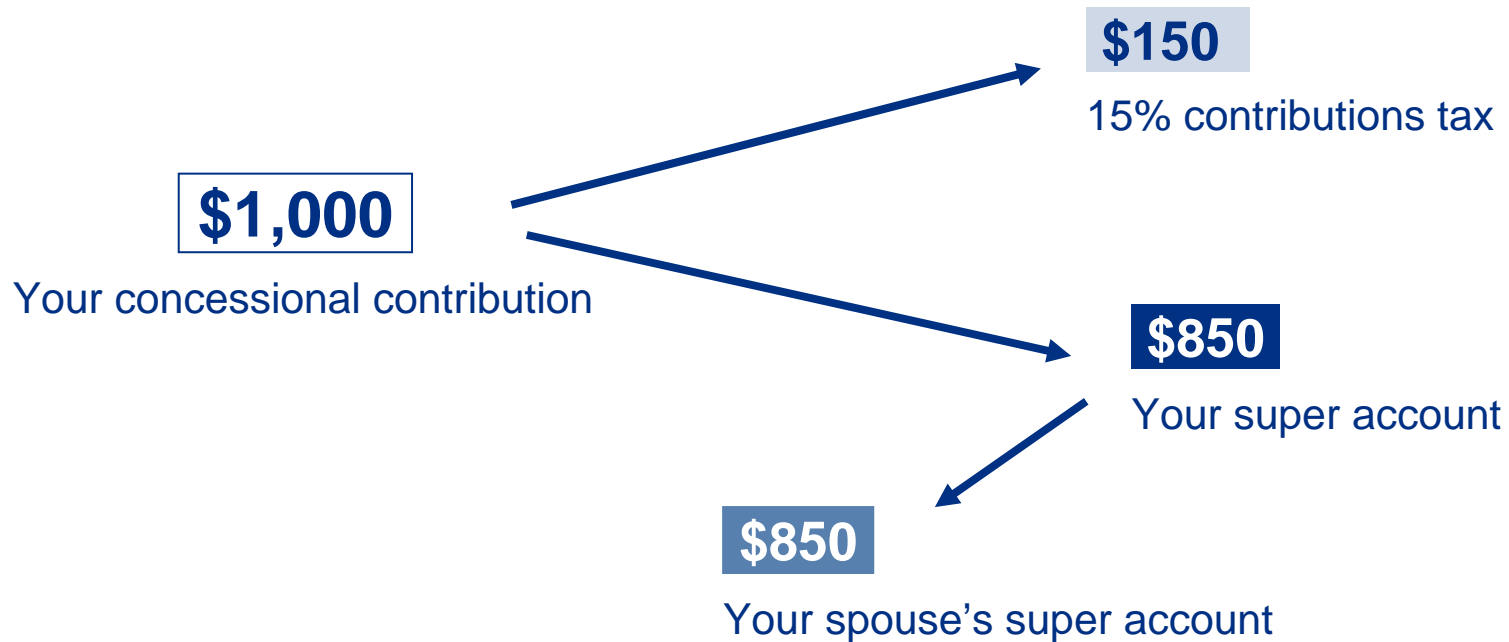 $150
15% contributions tax
$1,000
Your concessional contribution
$850
Your super account
$850
Your spouse’s super account